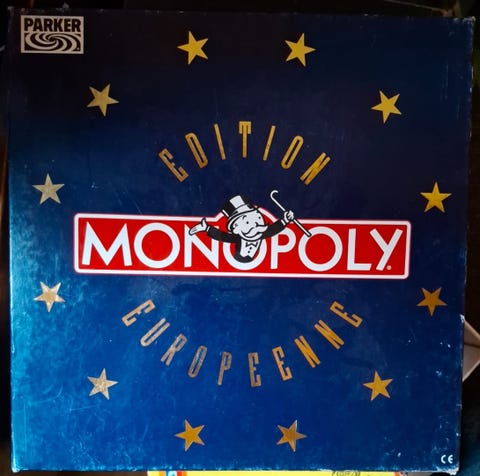 PARKER
EDITION
MONOPOLY®
EUROPEENNE
CE